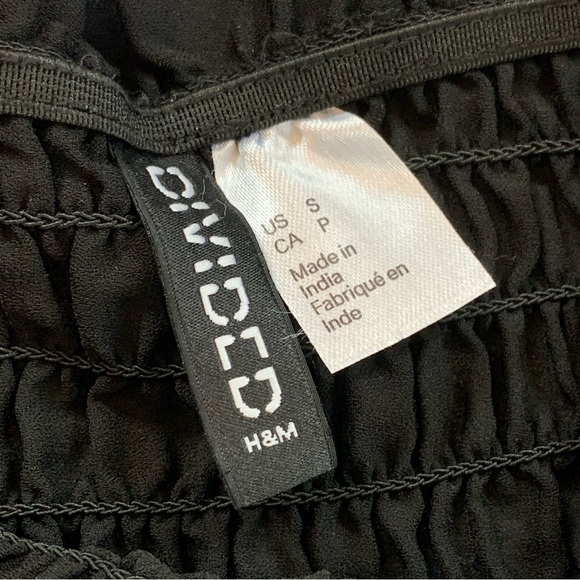 DIVIDED
H&M
US S
CA P
Made in
India
Fabriqué en
Inde